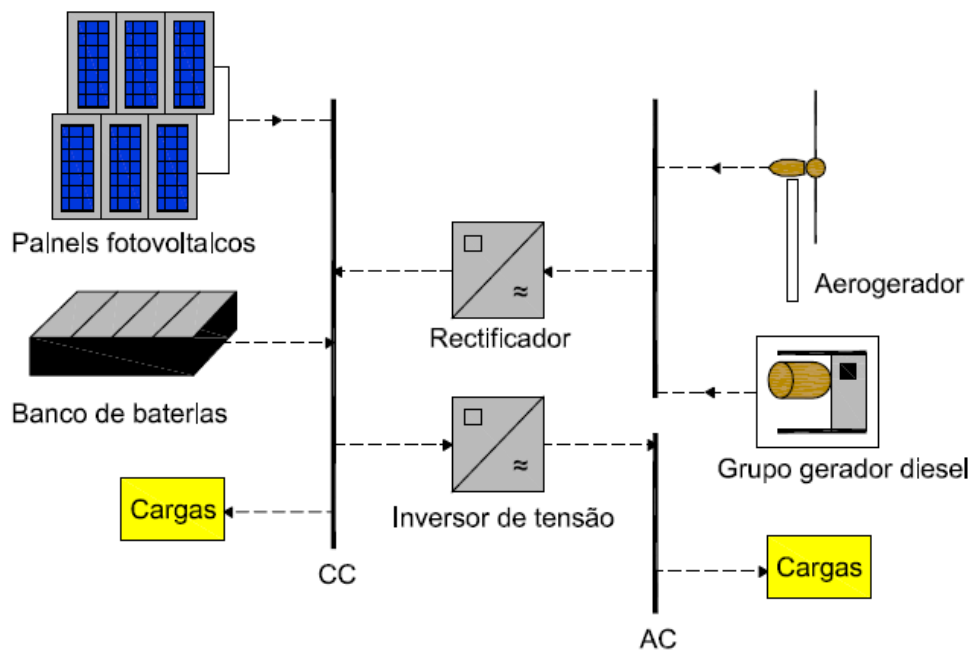 Painels fotovoltaicos
Aerogerador
Rectificador
Banco de baterias
Grupo gerador diesel
Cargas
Inversor de tensão
CC
Cargas
AC